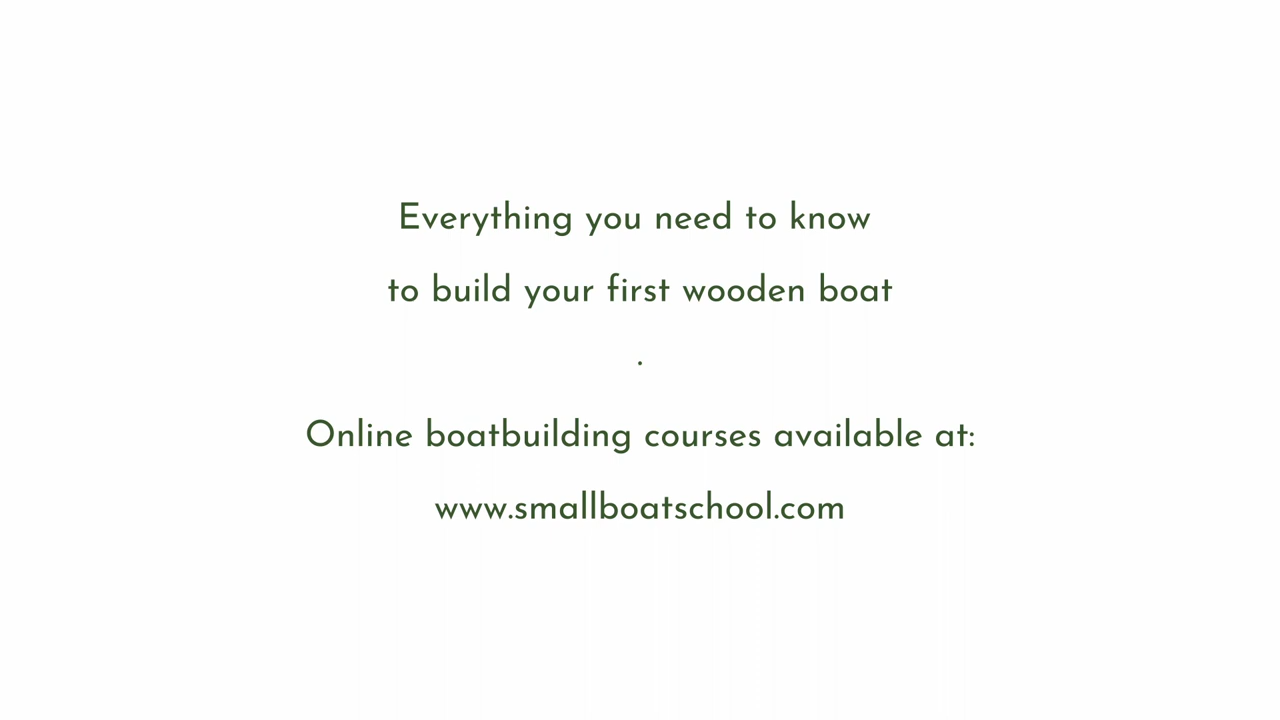 Everything you need to know
to build your first wooden boat
.
Online boatbuilding courses available at:
www.smallboatschool.com